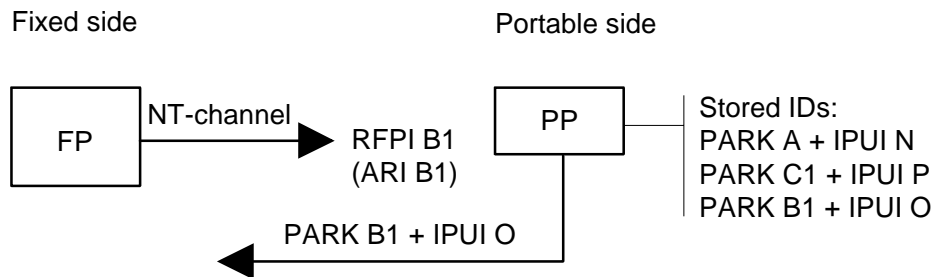 Fixed side
Portable side
FP
NT-channel
RFPI B1
(ARI B1)
PP
Stored IDs:
PARK A + IPUI N
PARK C1 + IPUI P
PARK B1 + IPUI O
PARK B1 + IPUI O